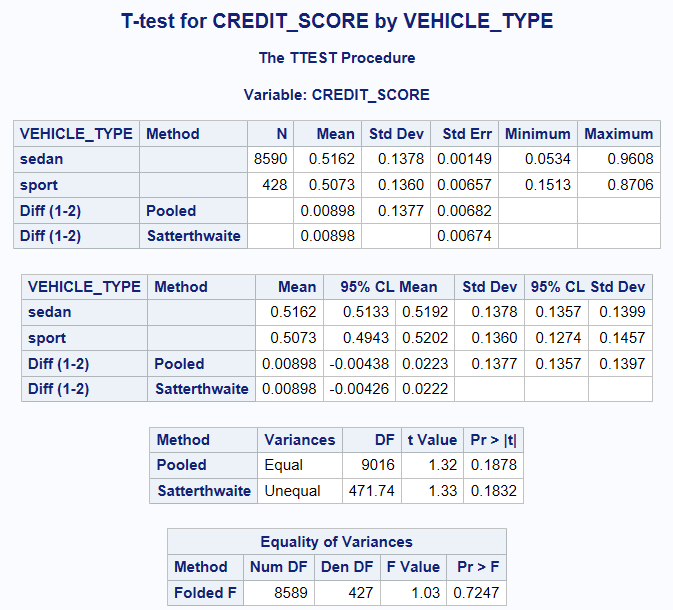 T-test for CREDIT_SCORE by VEHICLE_TYPE
The TTEST Procedure
Variable: CREDIT_SCORE
VEHICLE_TYPE Method N Mean Std Dev Std Err Minimum Maximum
sedan 8590 0.5162 0.1378 0.00149 0.0534 0.9608
sport 428 0.5073 0.1360 0.00657 0.1513 0.8706
Diff (1-2) Pooled 0.00898 0.1377 0.00682
Diff (1-2) Satterthwaite 0.00898 0.00674
VEHICLE_TYPE Method Mean 95% CL Mean Std Dev 95% CL Std Dev
sedan 0.5162 0.5133 0.5192 0.1378 0.1357 0.1399
sport 0.5073 0.4943 0.5202 0.1360 0.1274 0.1457
Diff (1-2) Pooled 0.00898 -0.00438 0.0223 0.1377 0.1357 0.1397
Diff (1-2) Satterthwaite 0.00898 -0.00426 0.0222
Method Variances DF t Value Pr > |t|
Pooled Equal 9016 1.32 0.1878
Satterthwaite Unequal 471.74 1.33 0.1832
Equality of Variances
Method Num DF Den DF F Value Pr > F
Folded F 8589 427 1.03 0.7247